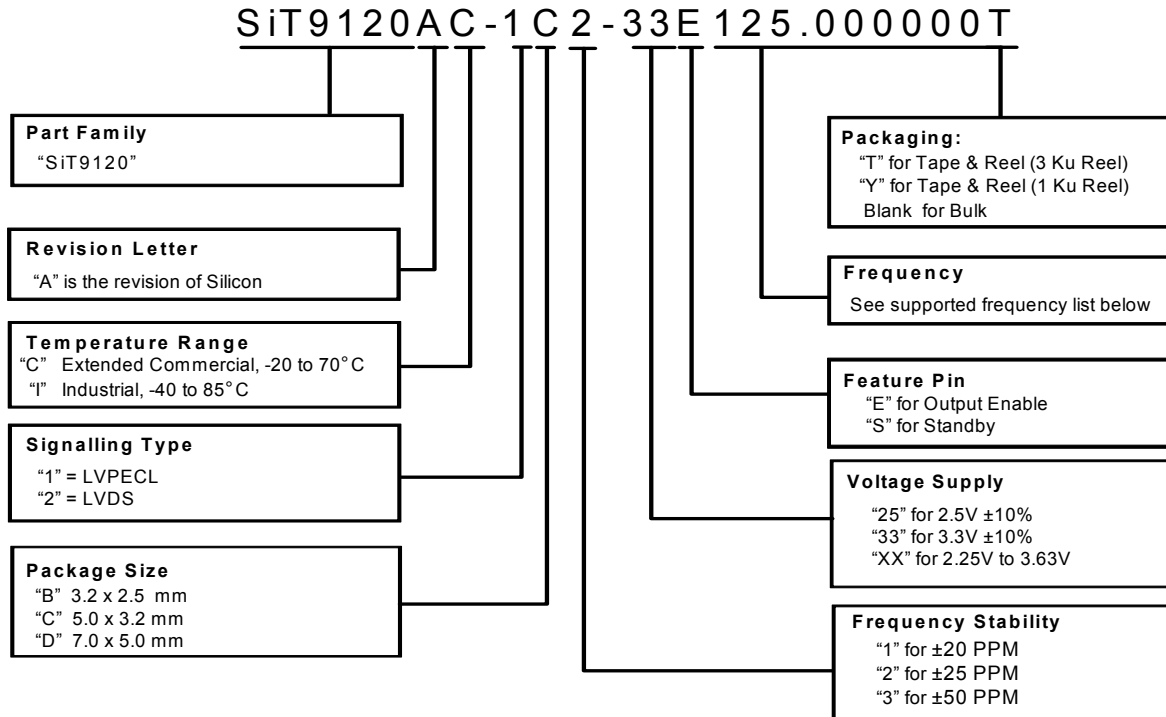 SiT9120AC-1C2-33E125.000000T
Part Family
“SiT9120”
Revision Letter
“A” is the revision of Silicon
Temperature Range
“C” Extended Commercial, -20 to 70°C
“I” Industrial, -40 to 85°C
Signalling Type
“1” = LVPECL
“2” = LVDS
Package Size
“B” 3.2 x 2.5 mm
“C” 5.0 x 3.2 mm
“D” 7.0 x 5.0 mm
Packaging:
“T” for Tape & Reel (3 Ku Reel)
“Y” for Tape & Reel (1 Ku Reel)
Blank for Bulk
Frequency
See supported frequency list below
Feature Pin
“E” for Output Enable
“S” for Standby
Voltage Supply
“25” for 2.5V ±10%
“33” for 3.3V ±10%
“XX” for 2.25V to 3.63V
Frequency Stability
“1” for ±20 PPM
“2” for ±25 PPM
“3” for ±50 PPM